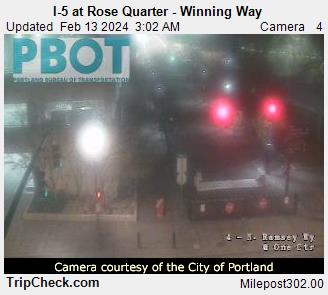 I-5 at Rose Quarter - Winning Way
Updated  Feb 13 2024  3:02 AM
Camera  4
PBOT
PORTLAND BUREAU OF TRANSPORTATION
4 - N. Ramsey Wy
@ One Ctr
Camera courtesy of the City of Portland
TripCheck.com
Milepost302.00